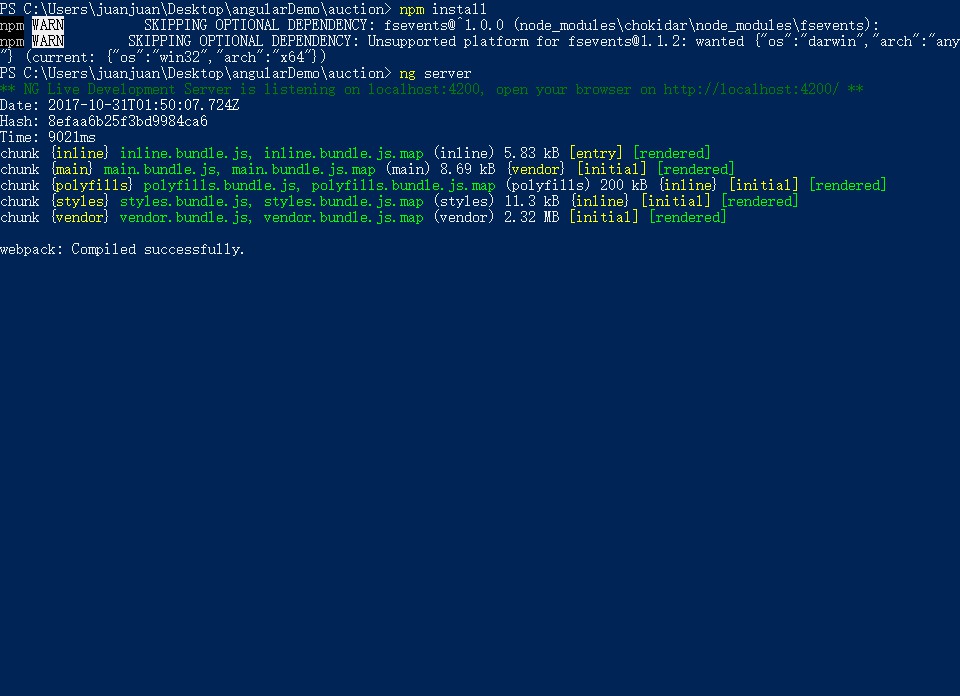 PS C:\Users\juanjuan\Desktop\angularDemo\auction> npm install
npm WARN SKIPPING OPTIONAL DEPENDENCY: fsevents@^1.0.0 (node_modules\chokidar\node_modules\fsevents):
npm WARN SKIPPING OPTIONAL DEPENDENCY: Unsupported platform for fsevents@1.1.2: wanted {"os":"darwin","arch":"any
"} (current: {"os":"win32","arch":"x64"})
PS C:\Users\juanjuan\Desktop\angularDemo\auction> ng server
** NG Live Development Server is listening on localhost:4200, open your browser on http://localhost:4200/ **
Date: 2017-10-31T01:50:07.724Z
Hash: 8efaa6b25f3bd9984ca6
Time: 9021ms
chunk {inline} inline.bundle.js, inline.bundle.js.map (inline) 5.83 kB [entry] [rendered]
chunk {main} main.bundle.js, main.bundle.js.map (main) 8.69 kB {vendor} [initial] [rendered]
chunk {polyfills} polyfills.bundle.js, polyfills.bundle.js.map (polyfills) 200 kB {inline} [initial] [rendered]
chunk {styles} styles.bundle.js, styles.bundle.js.map (styles) 11.3 kB {inline} [initial] [rendered]
chunk {vendor} vendor.bundle.js, vendor.bundle.js.map (vendor) 2.32 MB [initial] [rendered]
webpack: Compiled successfully.